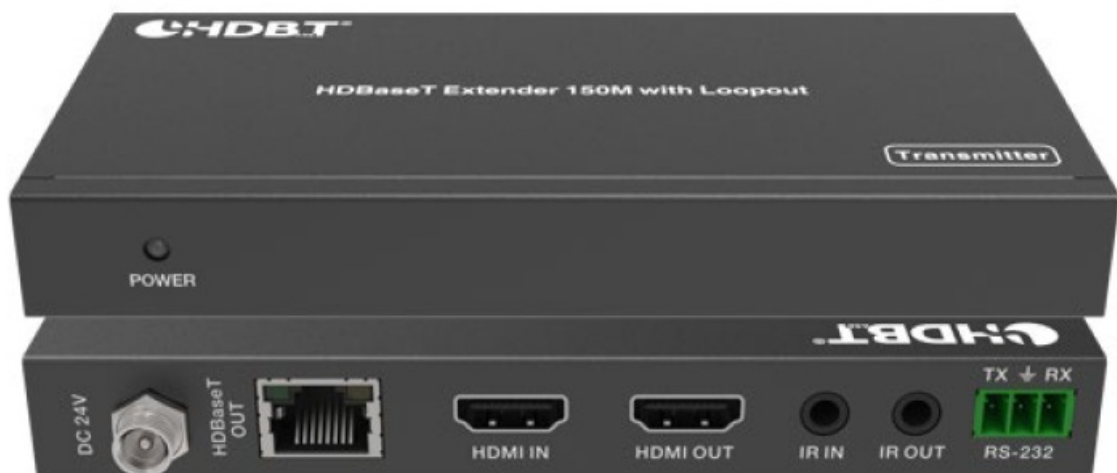 HDBT®
HDBaseT Extender 150M with Loopout
Transmitter
POWER
HDBT®
DC 24V
HDBaseT
OUT
HDMI IN
HDMI OUT
IR IN
IR OUT
TX RX
RS-232